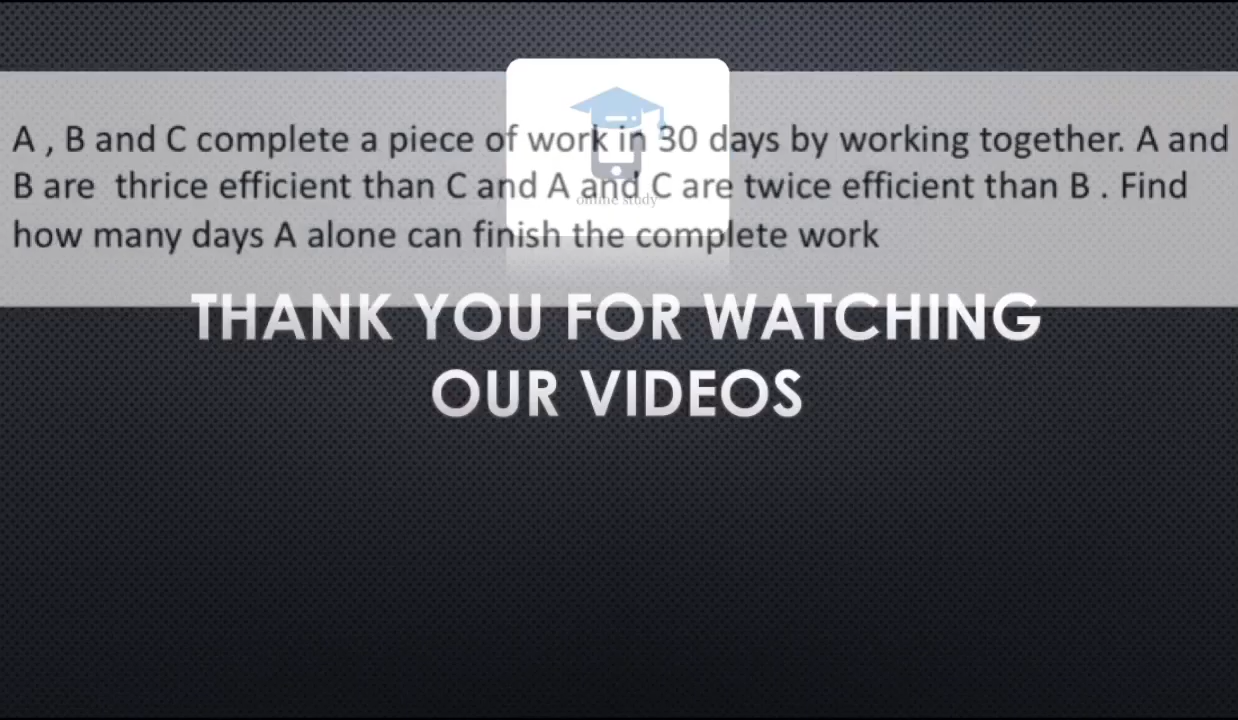 A , B and C complete a piece of work in 30 days by working together. A and
B are  thrice efficient than C and A and C are twice efficient than B . Find
how many days A alone can finish the complete work
online study
THANK YOU FOR WATCHING
OUR VIDEOS